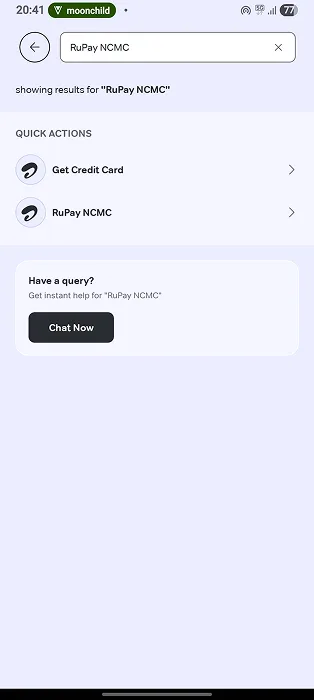 20:41 moonchild 5G 77
RuPay NCMC
showing results for "RuPay NCMC"
QUICK ACTIONS
Get Credit Card
RuPay NCMC
Have a query?
Get instant help for "RuPay NCMC"
Chat Now